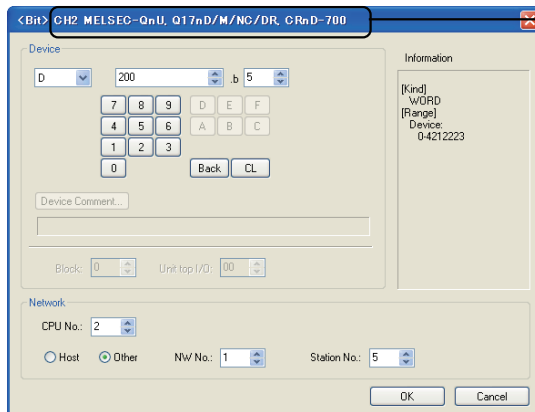 <Bit> CH2 MELSEC-QnU, Q17nD/M/NC/DR, CRnD-700
Device
D 200 .b 5
7 8 9 D E F
4 5 6 A B C
1 2 3
0 Back CL
Device Comment...
Block: 0 Unit top I/O: 00
Information
[Kind]
WORD
[Range]
Device:
0-4212223
Network
CPU No.: 2
Host Other NW No.: 1 Station No.: 5
OK Cancel